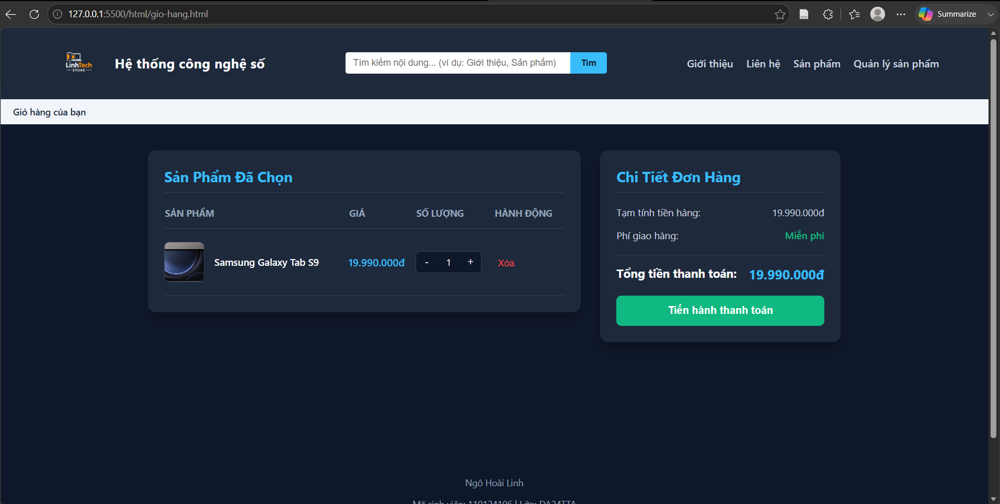 127.0.0.1:5500/html/gio-hang.html
Summarize
LinhTech
STORE
Hệ thống công nghệ số
Tìm kiếm nội dung... (ví dụ: Giới thiệu, Sản phẩm)
Tìm
Giới thiệu
Liên hệ
Sản phẩm
Quản lý sản phẩm
Giỏ hàng của bạn
Sản Phẩm Đã Chọn
SẢN PHẨM GIÁ SỐ LƯỢNG HÀNH ĐỘNG
Samsung Galaxy Tab S9 19.990.000đ - 1 + Xóa
Chi Tiết Đơn Hàng
Tạm tính tiền hàng: 19.990.000đ
Phí giao hàng: Miễn phí
Tổng tiền thanh toán: 19.990.000đ
Tiến hành thanh toán
Ngô Hoài Linh
Mã sinh viên: 110124106 | Lớp: DA24TTA